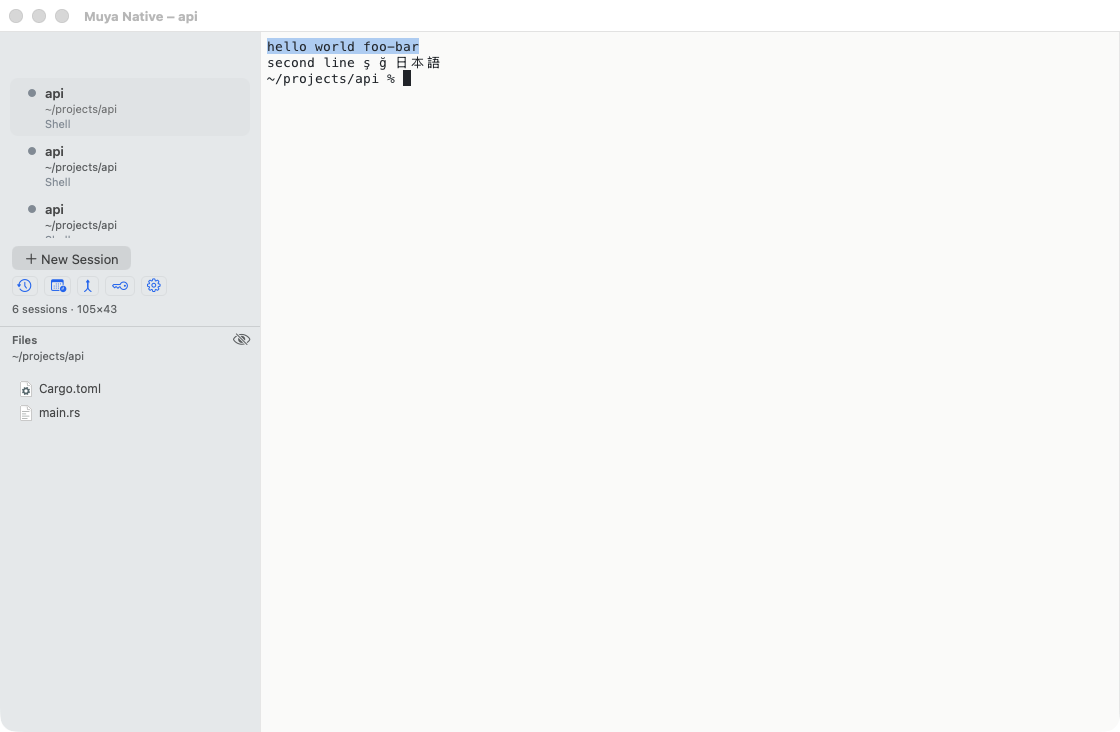 Muya Native – api
api
~/projects/api
Shell
api
~/projects/api
Shell
api
~/projects/api
+ New Session
6 sessions · 105×43
Files
~/projects/api
Cargo.toml
main.rs
hello world foo-bar
second line ş ğ 日本語
~/projects/api %